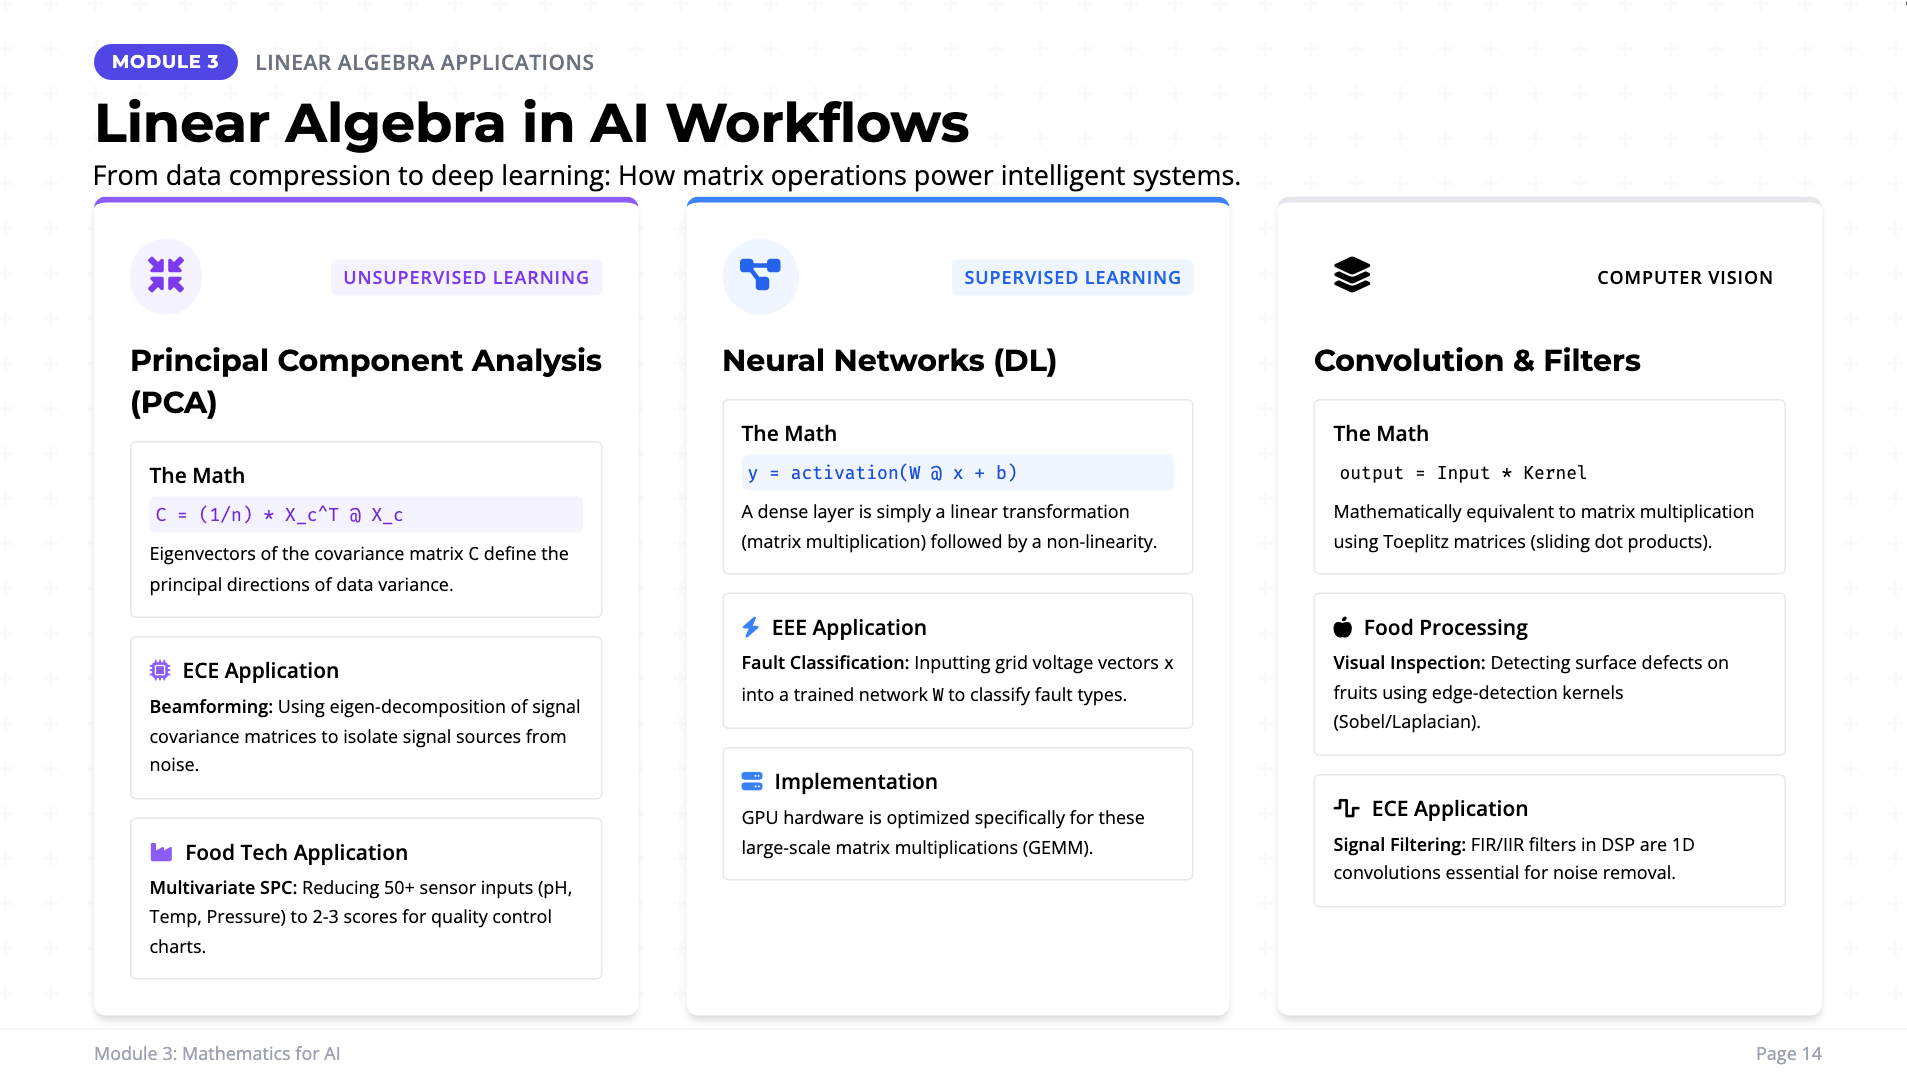 MODULE 3
LINEAR ALGEBRA APPLICATIONS
Linear Algebra in AI Workflows
From data compression to deep learning: How matrix operations power intelligent systems.
UNSUPERVISED LEARNING
Principal Component Analysis
(PCA)
The Math
C = (1/n) * X_c^T @ X_c
Eigenvectors of the covariance matrix C define the
principal directions of data variance.
ECE Application
Beamforming: Using eigen-decomposition of signal
covariance matrices to isolate signal sources from
noise.
Food Tech Application
Multivariate SPC: Reducing 50+ sensor inputs (pH,
Temp, Pressure) to 2-3 scores for quality control
charts.
SUPERVISED LEARNING
Neural Networks (DL)
The Math
y = activation(W @ x + b)
A dense layer is simply a linear transformation
(matrix multiplication) followed by a non-linearity.
EEE Application
Fault Classification: Inputting grid voltage vectors x
into a trained network W to classify fault types.
Implementation
GPU hardware is optimized specifically for these
large-scale matrix multiplications (GEMM).
COMPUTER VISION
Convolution & Filters
The Math
output = Input * Kernel
Mathematically equivalent to matrix multiplication
using Toeplitz matrices (sliding dot products).
Food Processing
Visual Inspection: Detecting surface defects on
fruits using edge-detection kernels
(Sobel/Laplacian).
ECE Application
Signal Filtering: FIR/IIR filters in DSP are 1D
convolutions essential for noise removal.
Module 3: Mathematics for AI
Page 14